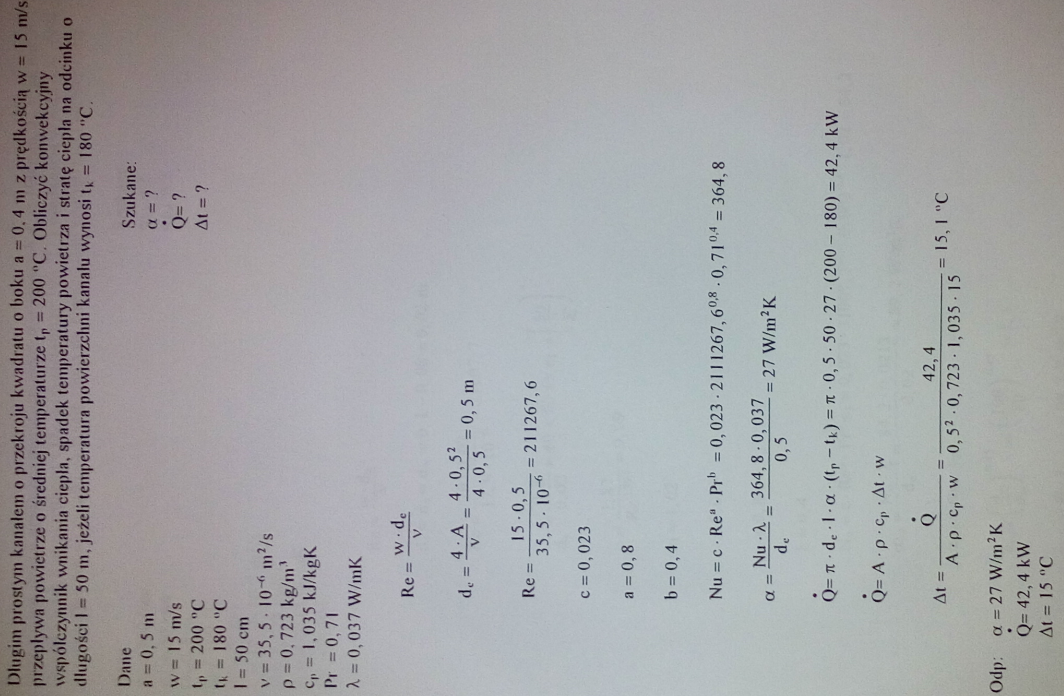 Długim prostym kanałem o przekroju kwadratu o boku a = 0,4 m z prędkością w = 15 m/s
przepływa powietrze o średniej temperaturze tₚ = 200 °C. Obliczyć konwekcyjny
współczynnik wnikania ciepła, spadek temperatury powietrza i stratę ciepła na odcinku o
długości l = 50 m, jeżeli temperatura powierzchni kanału wynosi tₖ = 180 °C.
Dane
Szukane:
a = 0,5 m
α = ?
w = 15 m/s
Q̇ = ?
tₚ = 200 °C
Δt = ?
tₖ = 180 °C
l = 50 cm
ν = 35,5 · 10⁻⁶ m²/s
ρ = 0,723 kg/m³
cₚ = 1,035 kJ/kgK
Pr = 0,71
λ = 0,037 W/mK
Re = w · dₑ / ν
dₑ = 4 · A / ν = 4 · 0,5² / 4 · 0,5 = 0,5 m
Re = 15 · 0,5 / 35,5 · 10⁻⁶ = 211267,6
c = 0,023
a = 0,8
b = 0,4
Nu = c · Reᵃ · Prᵇ = 0,023 · 2111267,6⁰·⁸ · 0,71⁰·⁴ = 364,8
α = Nu · λ / dₑ = 364,8 · 0,037 / 0,5 = 27 W/m²K
Q̇ = π · dₑ · l · α · (tₚ − tₖ) = π · 0,5 · 50 · 27 · (200 − 180) = 42,4 kW
Q̇ = A · ρ · cₚ · Δt · w
Δt = Q̇ / A · ρ · cₚ · w = 42,4 / 0,5² · 0,723 · 1,035 · 15 = 15,1 °C
Odp: α = 27 W/m²K
Q̇ = 42,4 kW
Δt = 15 °C